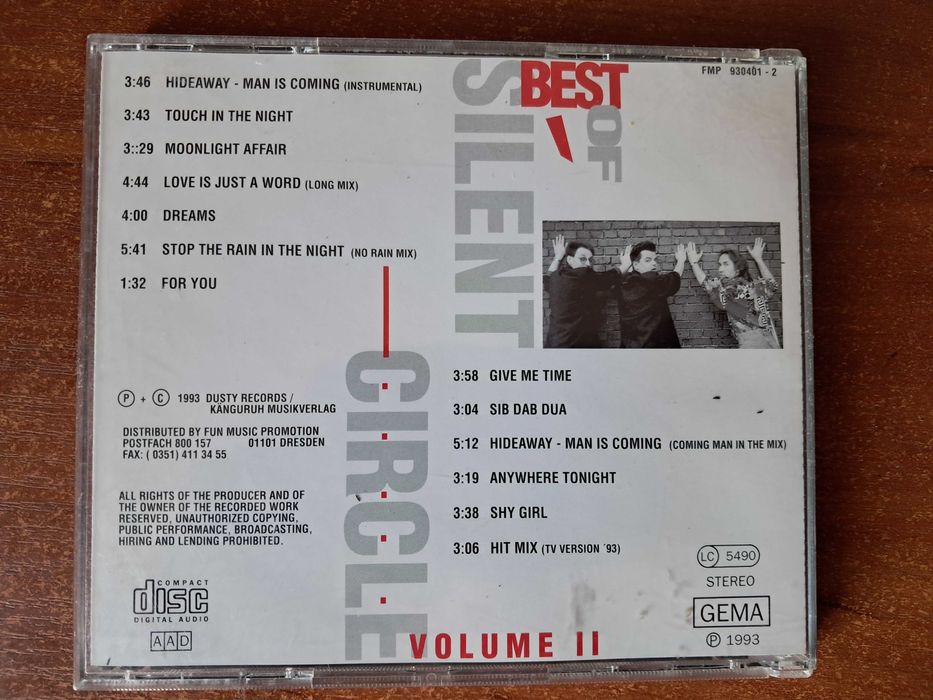 BEST
OF
SILENT
CIRCLE
VOLUME II
FMP 930401 - 2
3:46 HIDEAWAY - MAN IS COMING (INSTRUMENTAL)
3:43 TOUCH IN THE NIGHT
3::29 MOONLIGHT AFFAIR
4:44 LOVE IS JUST A WORD (LONG MIX)
4:00 DREAMS
5:41 STOP THE RAIN IN THE NIGHT (NO RAIN MIX)
1:32 FOR YOU
3:58 GIVE ME TIME
3:04 SIB DAB DUA
5:12 HIDEAWAY - MAN IS COMING (COMING MAN IN THE MIX)
3:19 ANYWHERE TONIGHT
3:38 SHY GIRL
3:06 HIT MIX (TV VERSION ´93)
Ⓟ + Ⓒ 1993 DUSTY RECORDS /
KÄNGURUH MUSIKVERLAG
DISTRIBUTED BY FUN MUSIC PROMOTION
POSTFACH 800 157 01101 DRESDEN
FAX: ( 0351) 411 34 55
ALL RIGHTS OF THE PRODUCER AND OF
THE OWNER OF THE RECORDED WORK
RESERVED, UNAUTHORIZED COPYING,
PUBLIC PERFORMANCE, BROADCASTING,
HIRING AND LENDING PROHIBITED.
COMPACT
disc
DIGITAL AUDIO
AAD
LC 5490
STEREO
GEMA
Ⓟ 1993